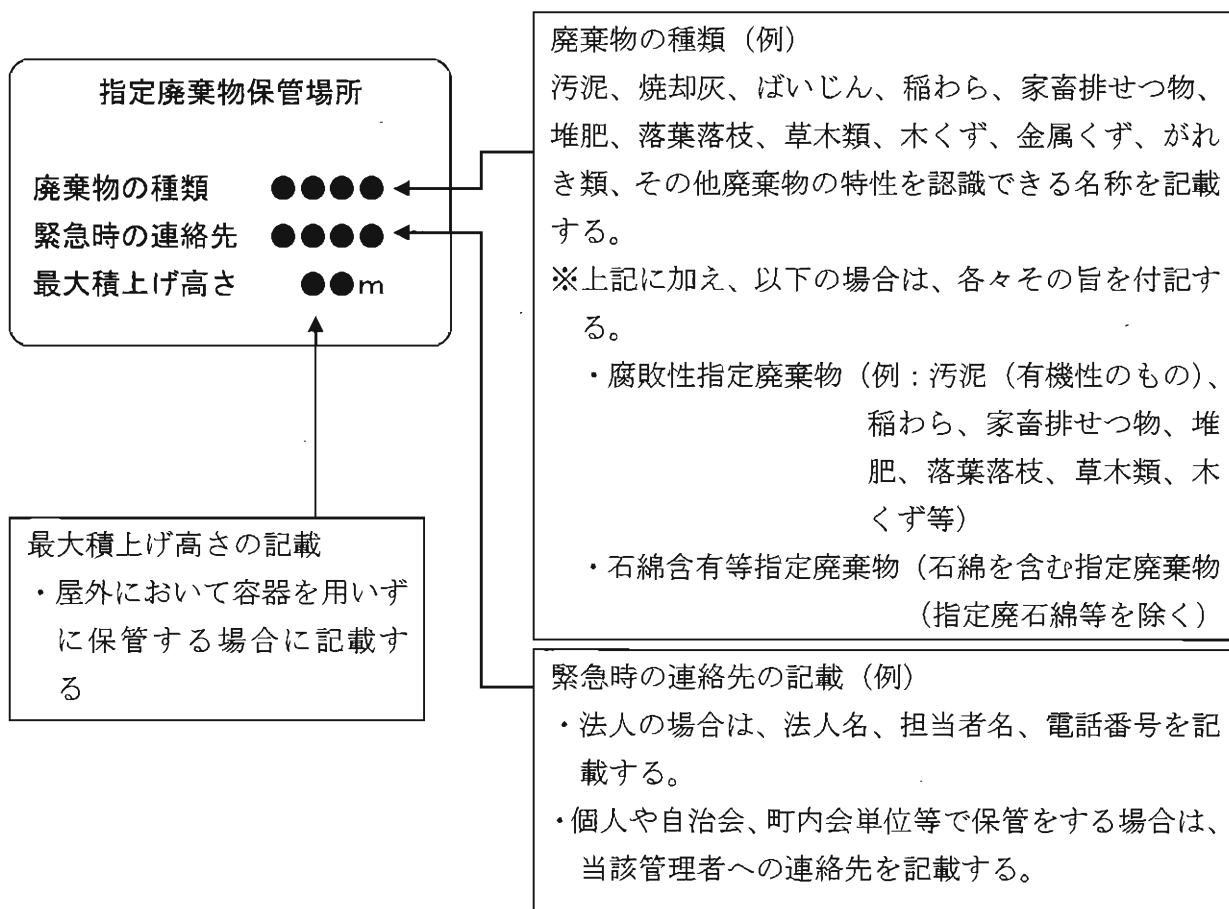 指定廃棄物保管場所
廃棄物の種類 ●●●●
緊急時の連絡先 ●●●●
最大積上げ高さ ●●m
最大積上げ高さの記載
・屋外において容器を用いず
に保管する場合に記載す
る
廃棄物の種類（例）
汚泥、焼却灰、ばいじん、稲わら、家畜排せつ物、
堆肥、落葉落枝、草木類、木くず、金属くず、がれ
き類、その他廃棄物の特性を認識できる名称を記載
する。
※上記に加え、以下の場合は、各々その旨を付記す
る。
・腐敗性指定廃棄物（例：汚泥（有機性のもの）、
稲わら、家畜排せつ物、堆
肥、落葉落枝、草木類、木
くず等）
・石綿含有等指定廃棄物（石綿を含む指定廃棄物
（指定廃石綿等を除く）
緊急時の連絡先の記載（例）
・法人の場合は、法人名、担当者名、電話番号を記
載する。
・個人や自治会、町内会単位等で保管をする場合は、
当該管理者への連絡先を記載する。